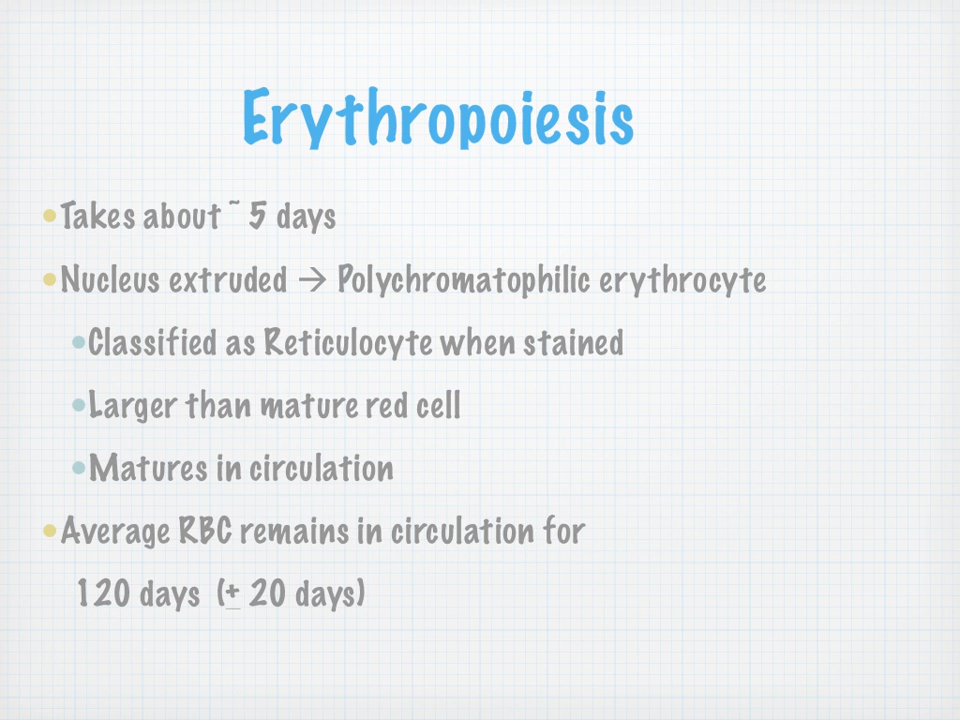 Erythropoiesis
•Takes about ~ 5 days
•Nucleus extruded → Polychromatophilic erythrocyte
•Classified as Reticulocyte when stained
•Larger than mature red cell
•Matures in circulation
•Average RBC remains in circulation for
120 days (± 20 days)